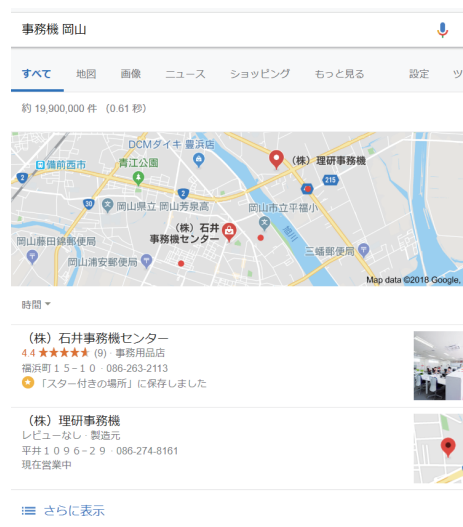 事務機 岡山
すべて 地図 画像 ニュース ショッピング もっと見る 設定 ツ
約 19,900,000 件 （0.61 秒）
DCMダイキ 豊浜店
備前西市 青江公園 （株）理研事務機
2 215
30 岡山県立 岡山芳泉高 2 岡山市立平福小
（株）石井
事務機センター
旭川
岡山藤田錦郵便局
岡山浦安郵便局 三蟠郵便局
Map data ©2018 Google,
時間
（株）石井事務機センター
4.4 ★★★★★ (9) · 事務用品店
福浜町１５−１０ · 086-263-2113
「スター付きの場所」に保存しました
（株）理研事務機
レビューなし · 製造元
平井１０９６−２９ · 086-274-8161
現在営業中
さらに表示